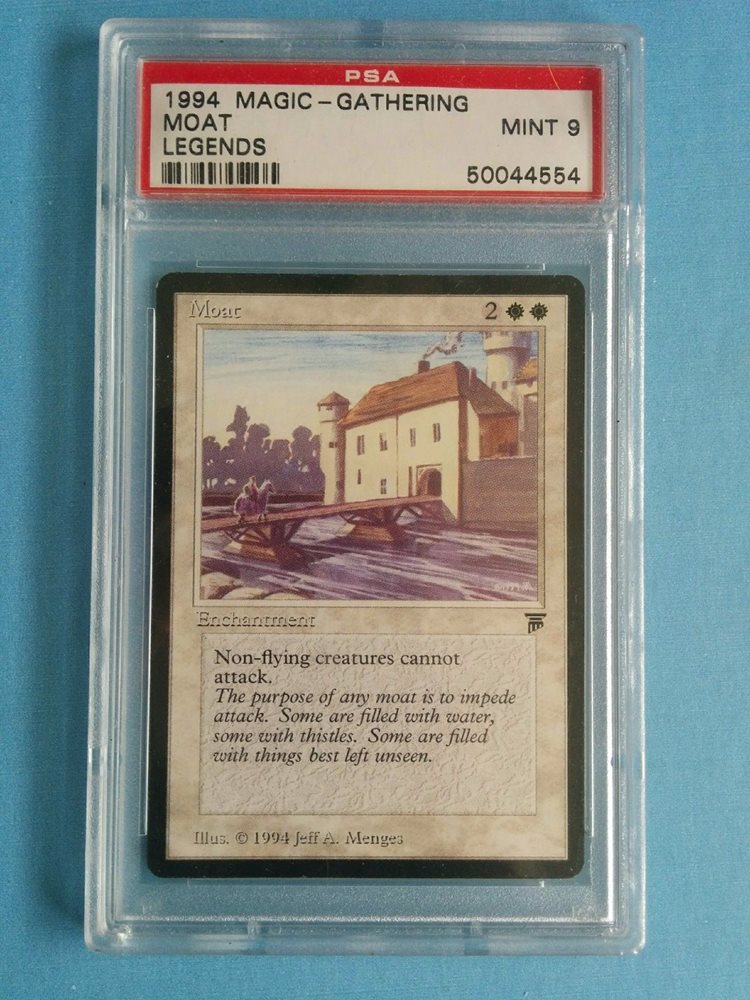 PSA
1994 MAGIC – GATHERING
MOAT MINT 9
LEGENDS
50044554
Moat 2
Enchantment
Non-flying creatures cannot
attack.
The purpose of any moat is to impede
attack. Some are filled with water,
some with thistles. Some are filled
with things best left unseen.
Illus. © 1994 Jeff A. Menges